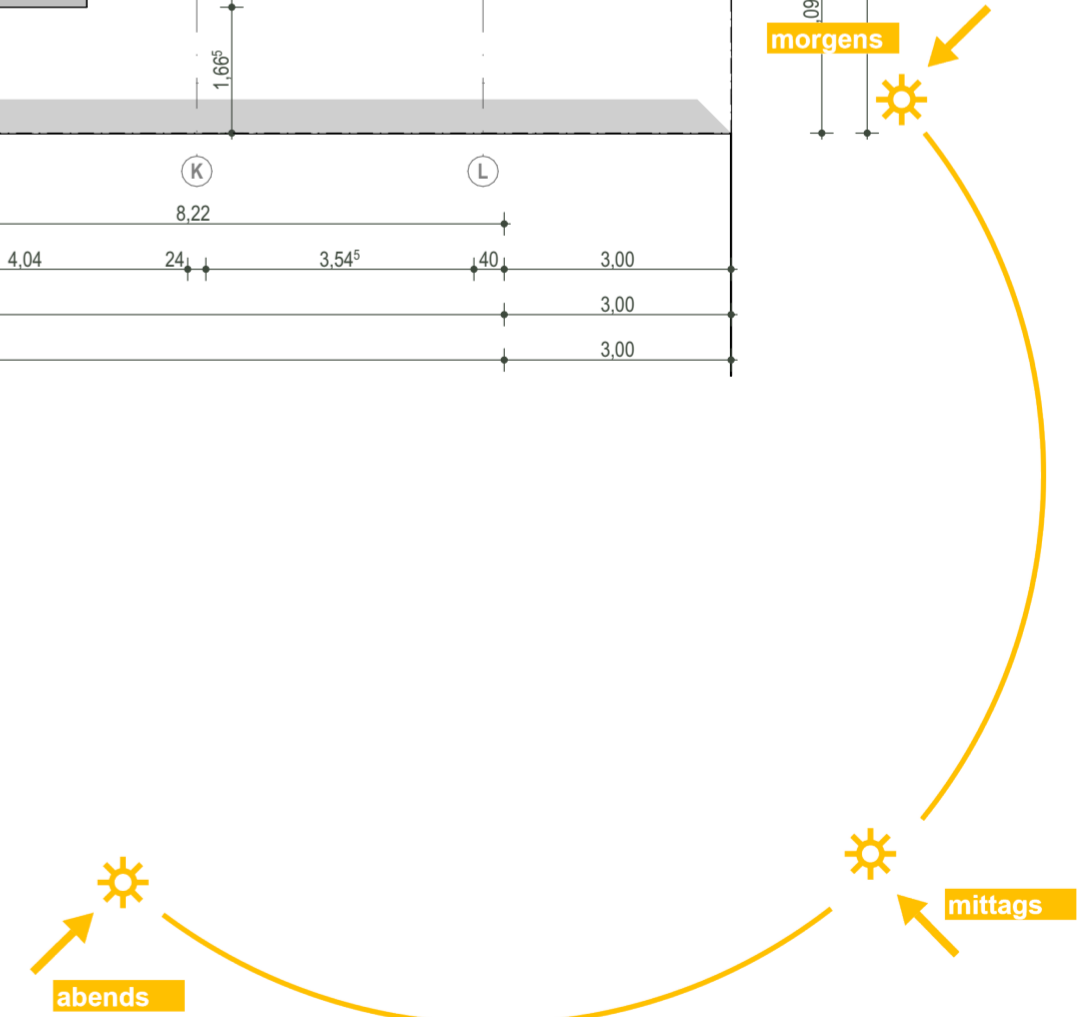 ,09
morgens
1,66⁵
K
L
8,22
4,04 24 3,54⁵ 40 3,00
3,00
3,00
mittags
abends